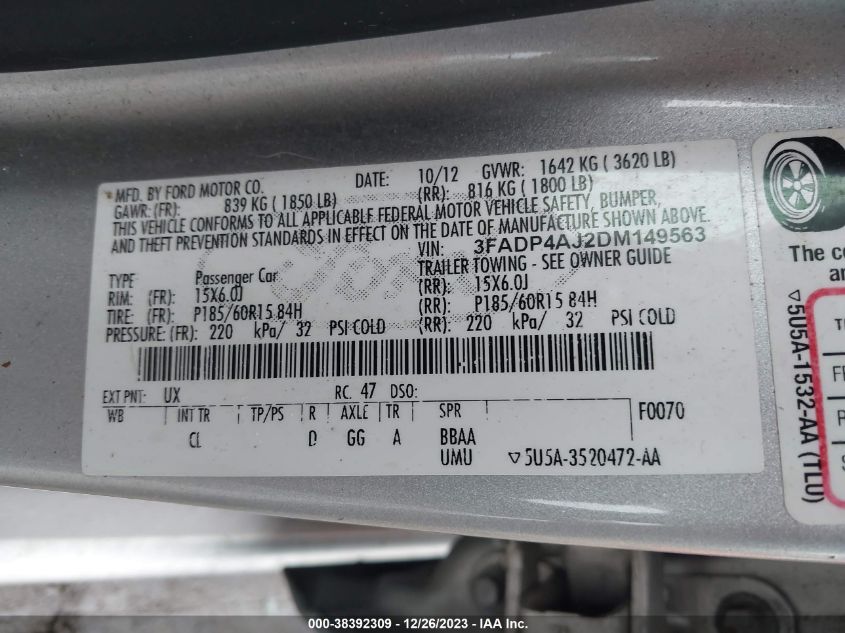 MFD. BY FORD MOTOR CO. DATE: 10/12 GVWR: 1642 KG ( 3620 LB)
GAWR: (FR): 839 KG ( 1850 LB) (RR): 816 KG ( 1800 LB)
THIS VEHICLE CONFORMS TO ALL APPLICABLE FEDERAL MOTOR VEHICLE SAFETY, BUMPER,
AND THEFT PREVENTION STANDARDS IN EFFECT ON THE DATE OF MANUFACTURE SHOWN ABOVE.
VIN: 3FADP4AJ2DM149563
TYPE Passenger Car TRAILER TOWING - SEE OWNER GUIDE
RIM: (FR): 15X6.0J (RR): 15X6.0J
TIRE: (FR): P185/60R15 84H (RR): P185/60R15 84H
PRESSURE: (FR): 220 kPa/ 32 PSI COLD (RR): 220 kPa/ 32 PSI COLD
EXT PNT: UX RC. 47 DSO:
WB INT TR TP/PS R AXLE TR SPR F0070
CL D GG A BBAA
UMU ▽5U5A-3520472-AA
The co
an
▽5U5A-1532-AA (TLU)
000-38392309 – 12/26/2023 – IAAI.COM